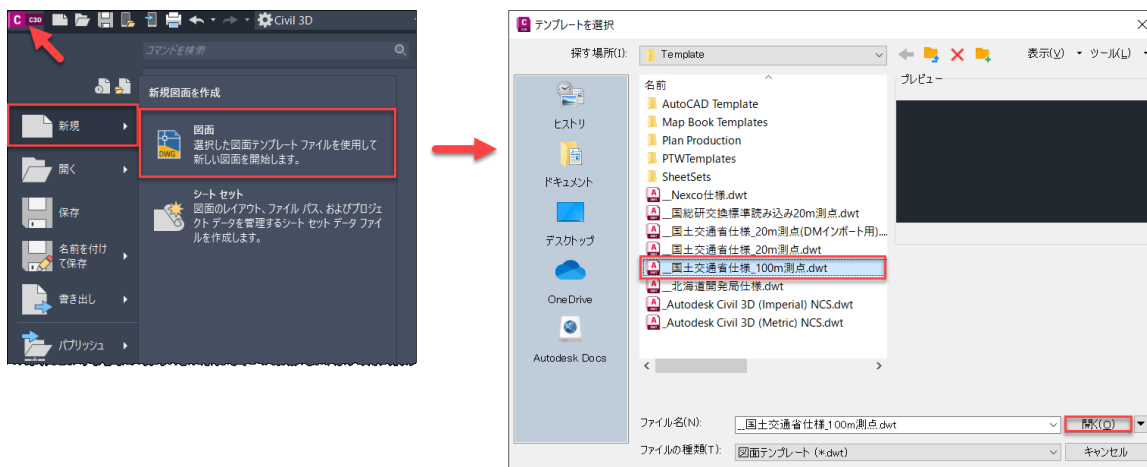 C C3D Civil 3D
コマンドを検索
新規図面を作成
新規
図面
選択した図面テンプレート ファイルを使用して
新しい図面を開始します。
DWG
開く
シート セット
図面のレイアウト、ファイル パス、およびプロジェ
クト データを管理するシート セット データ ファイ
ルを作成します。
保存
名前を付け
て保存
書き出し
パブリッシュ
テンプレートを選択
探す場所(I):
Template
表示(V)
ツール(L)
ヒストリ
ドキュメント
デスクトップ
OneDrive
Autodesk Docs
名前
AutoCAD Template
Map Book Templates
Plan Production
PTWTemplates
SheetSets
__Nexco仕様.dwt
__国総研交換標準読み込み20m測点.dwt
__国土交通省仕様_20m測点(DMインポート用)....
__国土交通省仕様_20m測点.dwt
__国土交通省仕様_100m測点.dwt
__北海道開発局仕様.dwt
_Autodesk Civil 3D (Imperial) NCS.dwt
_Autodesk Civil 3D (Metric) NCS.dwt
プレビュー
ファイル名(N):
__国土交通省仕様_100m測点.dwt
開く(O)
ファイルの種類(T):
図面テンプレート (*.dwt)
キャンセル